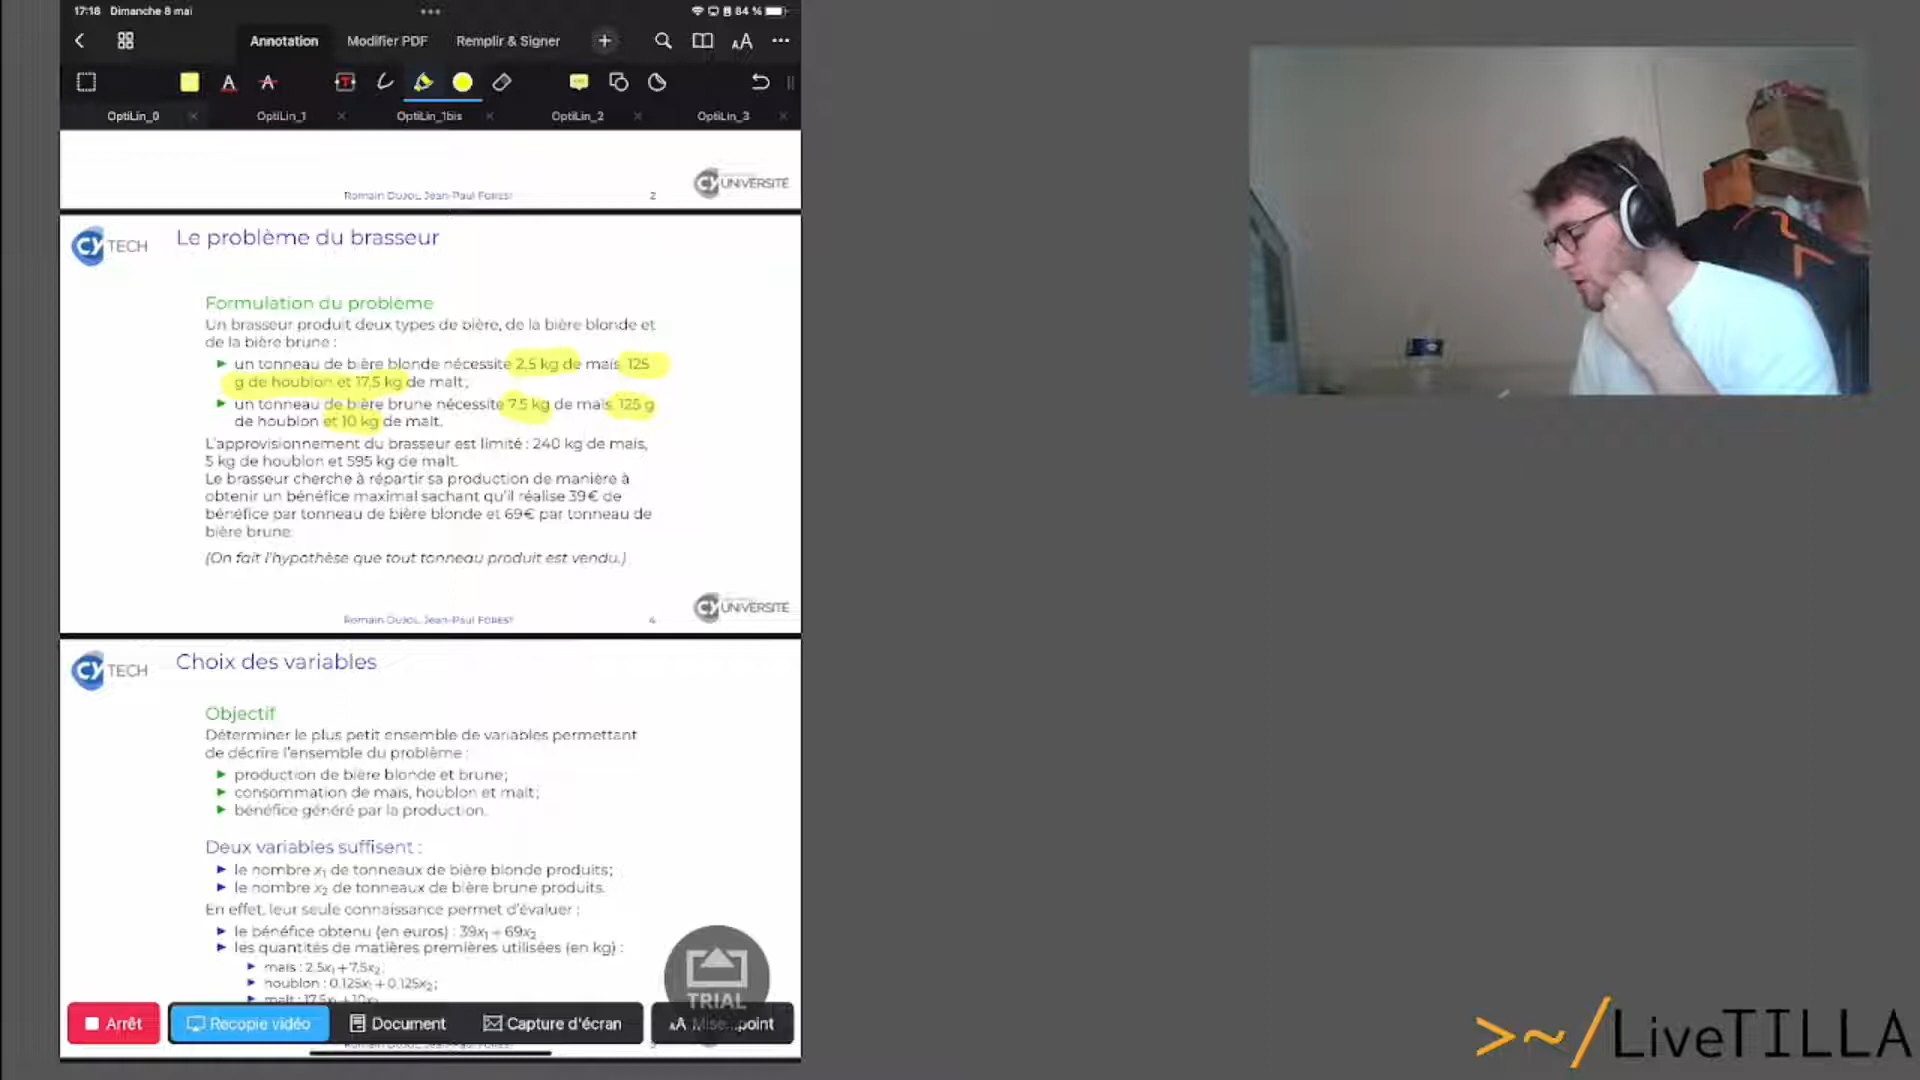 17:18 Dimanche 8 mai
84 %
Annotation Modifier PDF Remplir & Signer
AA
OptiLin_0 OptiLin_1 OptiLin_1bis OptiLin_2 OptiLin_3
CY UNIVERSITÉ
Romain DUJOL, Jean-Paul FOREST 2
CY TECH Le problème du brasseur
Formulation du problème
Un brasseur produit deux types de bière, de la bière blonde et
de la bière brune :
un tonneau de bière blonde nécessite 2,5 kg de maïs, 125
g de houblon et 17,5 kg de malt;
un tonneau de bière brune nécessite 7,5 kg de maïs, 125 g
de houblon et 10 kg de malt.
L'approvisionnement du brasseur est limité : 240 kg de maïs,
5 kg de houblon et 595 kg de malt.
Le brasseur cherche à répartir sa production de manière à
obtenir un bénéfice maximal sachant qu'il réalise 39€ de
bénéfice par tonneau de bière blonde et 69€ par tonneau de
bière brune.
(On fait l'hypothèse que tout tonneau produit est vendu.)
CY UNIVERSITÉ
Romain DUJOL, Jean-Paul FOREST 4
CY TECH Choix des variables
Objectif
Déterminer le plus petit ensemble de variables permettant
de décrire l'ensemble du problème :
production de bière blonde et brune;
consommation de maïs, houblon et malt;
bénéfice généré par la production.
Deux variables suffisent :
le nombre x₁ de tonneaux de bière blonde produits;
le nombre x₂ de tonneaux de bière brune produits.
En effet, leur seule connaissance permet d'évaluer :
le bénéfice obtenu (en euros) : 39x₁ + 69x₂
les quantités de matières premières utilisées (en kg) :
maïs : 2,5x₁ + 7,5x₂;
houblon : 0,125x₁ + 0,125x₂;
malt : 17,5x₁ + 10x₂
TRIAL
Arrêt Recopie vidéo Document Capture d'écran AA Mise point
>~/LiveTILLA